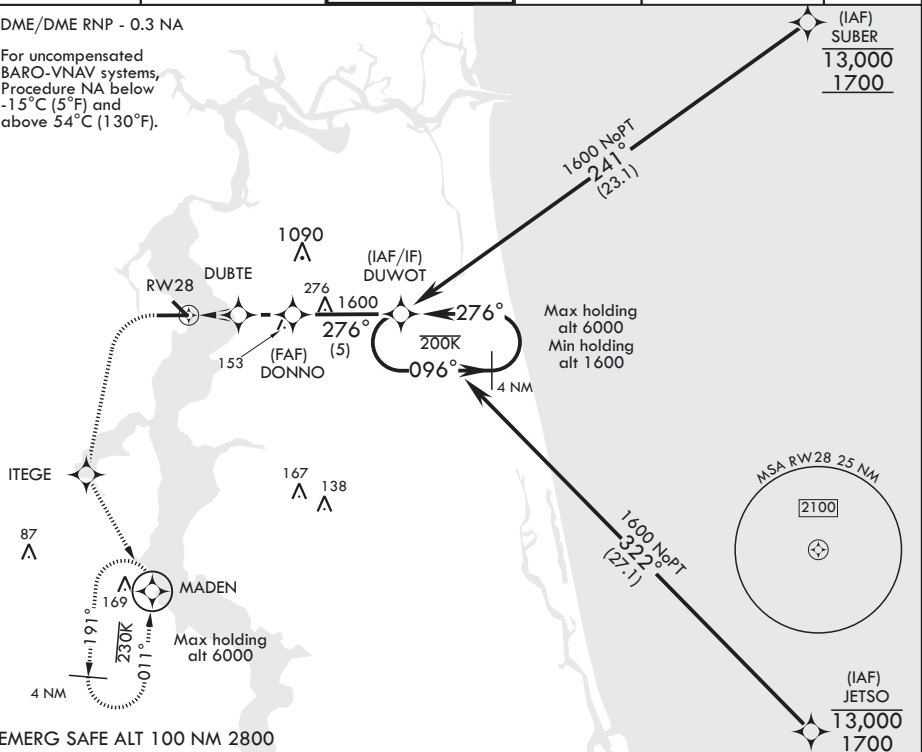 DME/DME RNP - 0.3 NA
For uncompensated
BARO-VNAV systems,
Procedure NA below
-15°C (5°F) and
above 54°C (130°F).
(IAF)
SUBER
13,000
1700
1600 NoPT
241°
(23.1)
1090
(IAF/IF)
DUWOT
DUBTE
RW28
276
1600
276°
(5)
276°
200K
096°
4 NM
Max holding
alt 6000
Min holding
alt 1600
153
(FAF)
DONNO
ITEGE
167
138
87
MSA RW28 25 NM
2100
1600 NoPT
322°
(27.1)
MADEN
169
191°
230K
011°
Max holding
alt 6000
4 NM
(IAF)
JETSO
13,000
1700
EMERG SAFE ALT 100 NM 2800